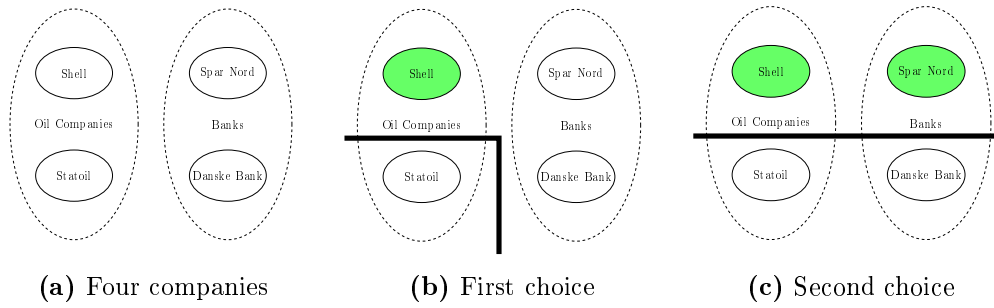 Shell
Spar Nord
Oil Companies
Banks
Statoil
Danske Bank
(a) Four companies
Shell
Spar Nord
Oil Companies
Banks
Statoil
Danske Bank
(b) First choice
Shell
Spar Nord
Oil Companies
Banks
Statoil
Danske Bank
(c) Second choice